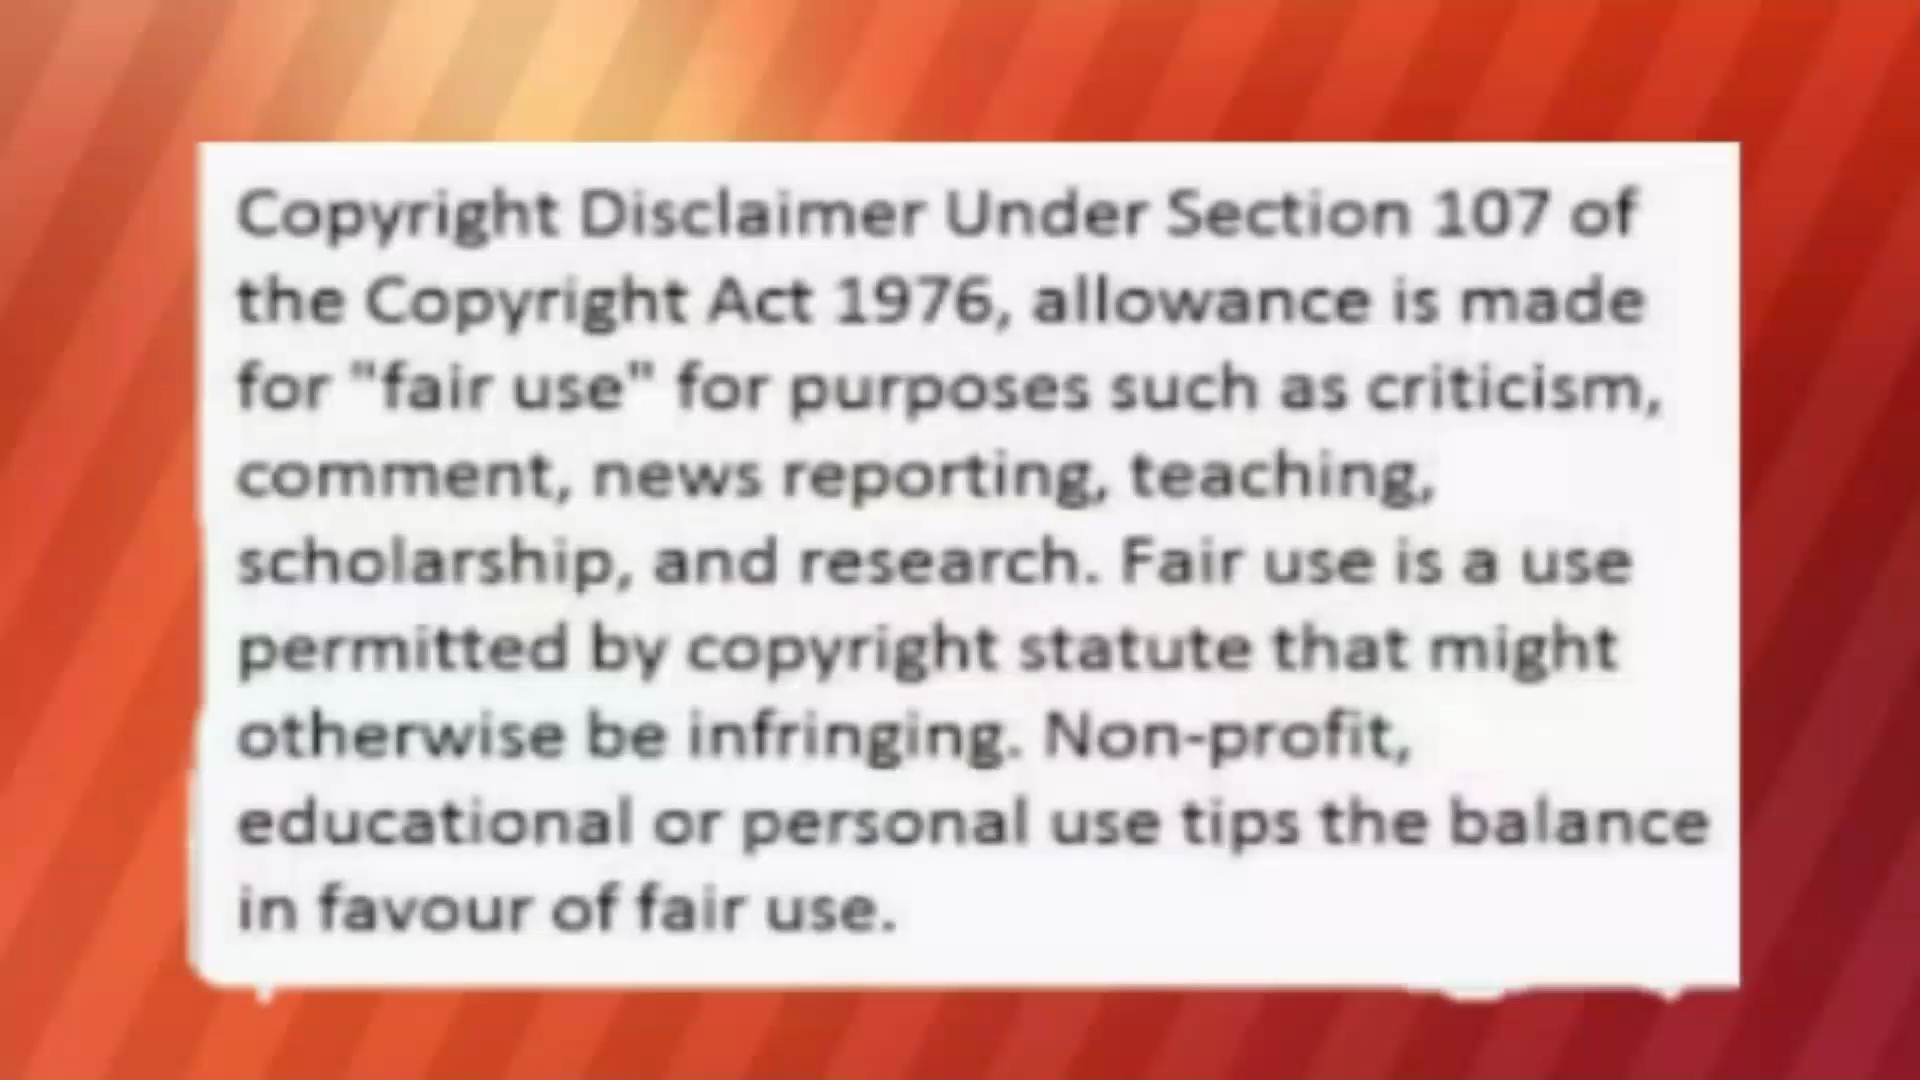 Copyright Disclaimer Under Section 107 of
the Copyright Act 1976, allowance is made
for "fair use" for purposes such as criticism,
comment, news reporting, teaching,
scholarship, and research. Fair use is a use
permitted by copyright statute that might
otherwise be infringing. Non-profit,
educational or personal use tips the balance
in favour of fair use.